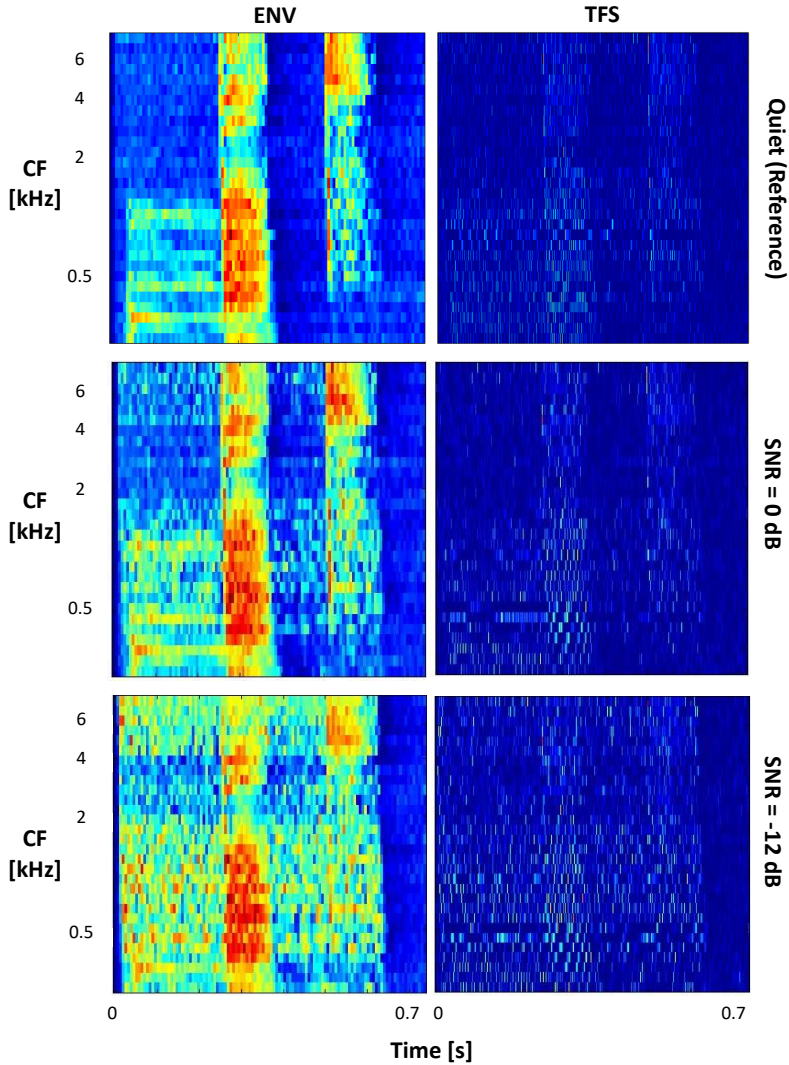 ENV
TFS
6
4
2
0.5
CF
[kHz]
Quiet (Reference)
6
4
2
0.5
CF
[kHz]
SNR = 0 dB
6
4
2
0.5
CF
[kHz]
SNR = -12 dB
0
0.7
0
0.7
Time [s]